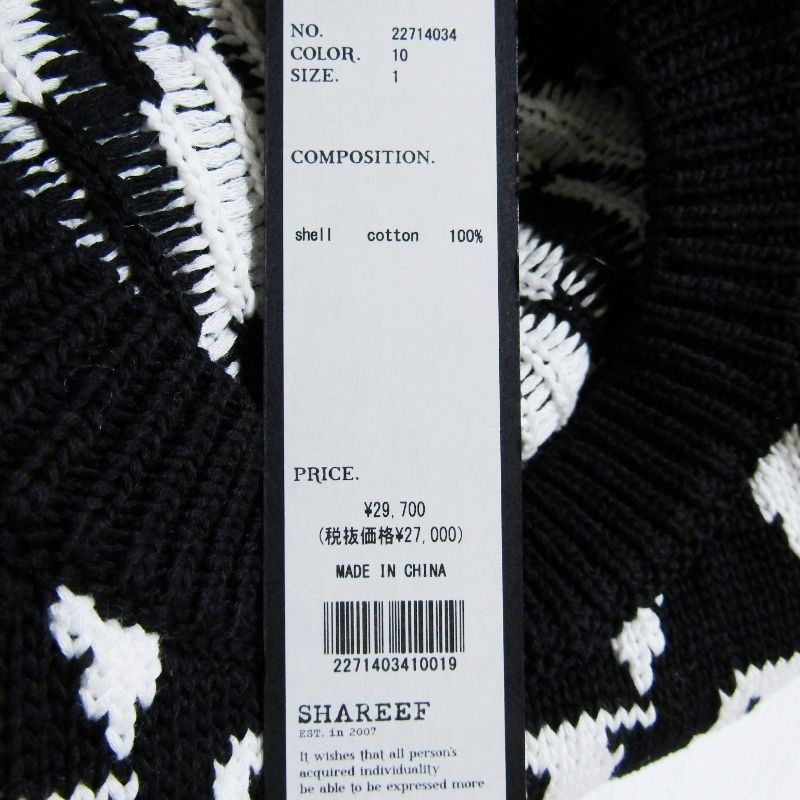 NO. 22714034
COLOR. 10
SIZE. 1
COMPOSITION.
shell cotton 100%
PRICE.
¥29,700
(税抜価格¥27,000)
MADE IN CHINA
2271403410019
SHAREEF
EST. in 2007
It wishes that all person's
acquired individuality
be able to be expressed more